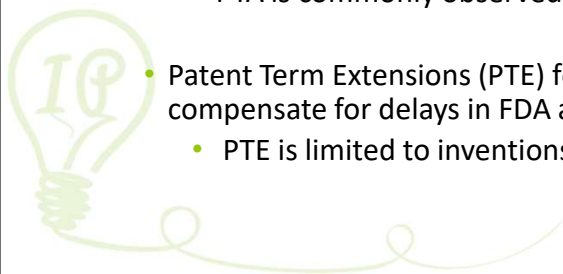 PTA is commonly observed
• Patent Term Extensions (PTE) f
compensate for delays in FDA a
• PTE is limited to inventions
IP